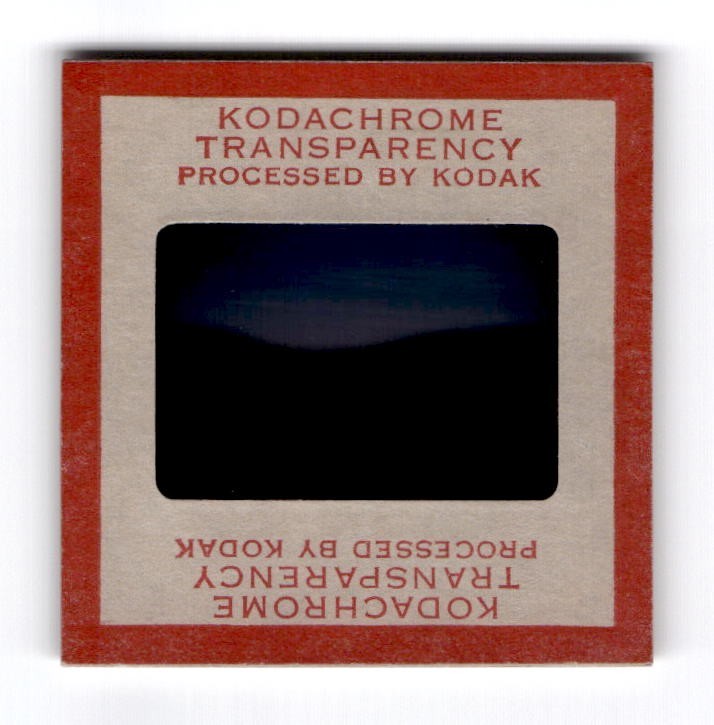 KODACHROME
TRANSPARENCY
PROCESSED BY KODAK
KODACHROME
TRANSPARENCY
PROCESSED BY KODAK